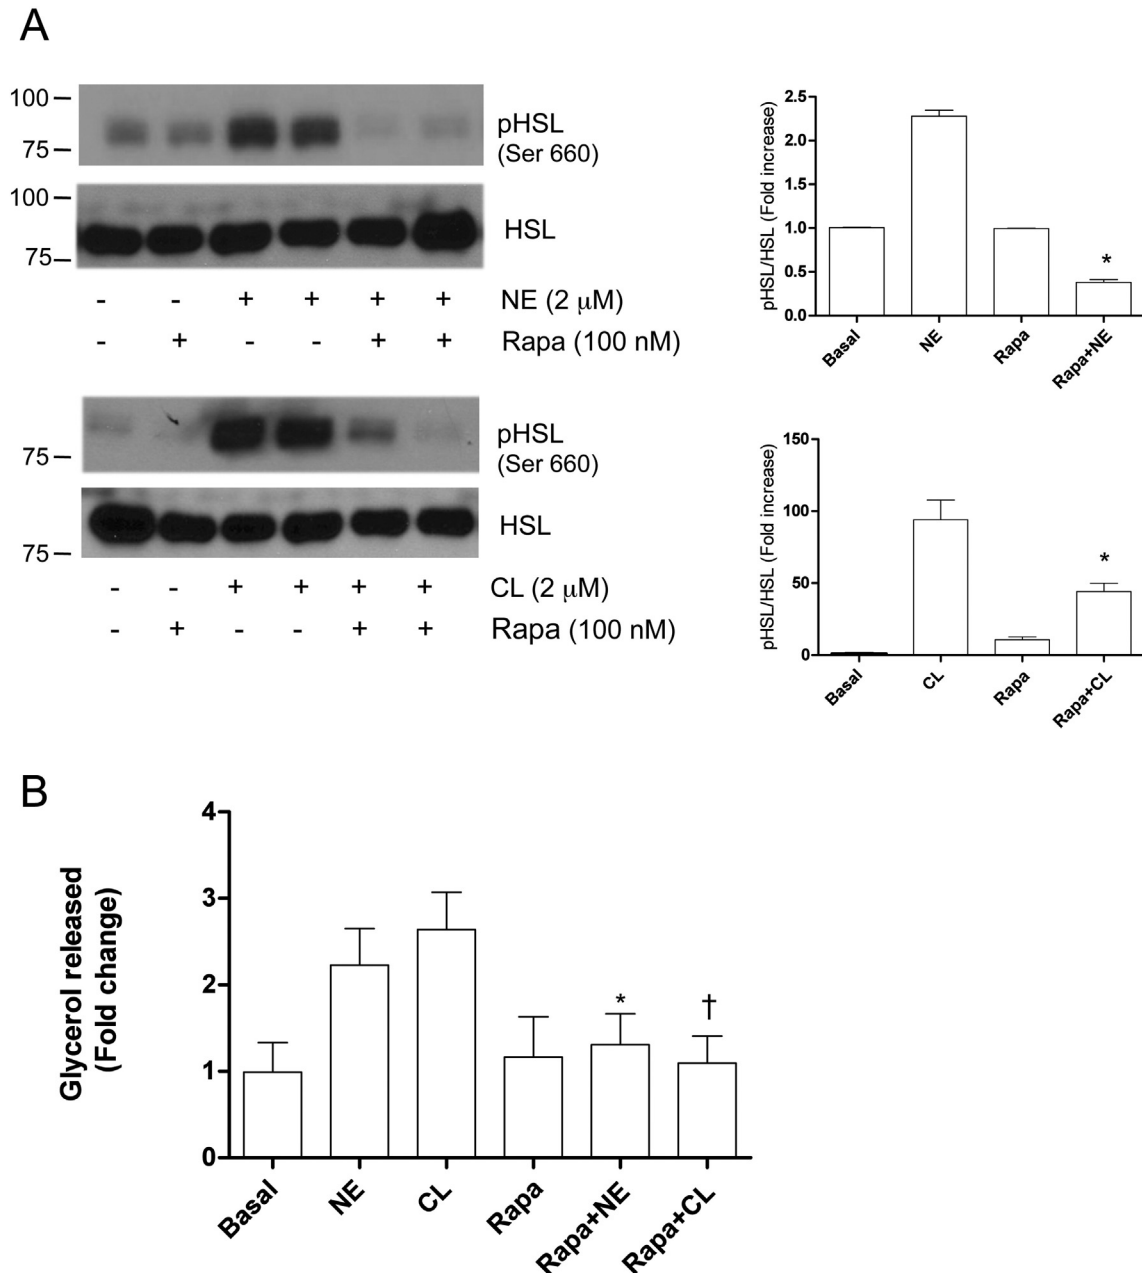 A
100
75
pHSL
(Ser 660)
100
75
HSL
- - + + + + NE (2 μM)
- + - - + + Rapa (100 nM)
75
pHSL
(Ser 660)
75
HSL
- - + + + + CL (2 μM)
- + - - + + Rapa (100 nM)
pHSL/HSL (Fold increase)
2.5
2.0
1.5
1.0
0.5
0.0
*
Basal NE Rapa Rapa+NE
pHSL/HSL (Fold increase)
150
100
50
0
*
Basal CL Rapa Rapa+CL
B
Glycerol released
(Fold change)
4
3
2
1
0
* †
Basal NE CL Rapa Rapa+NE Rapa+CL